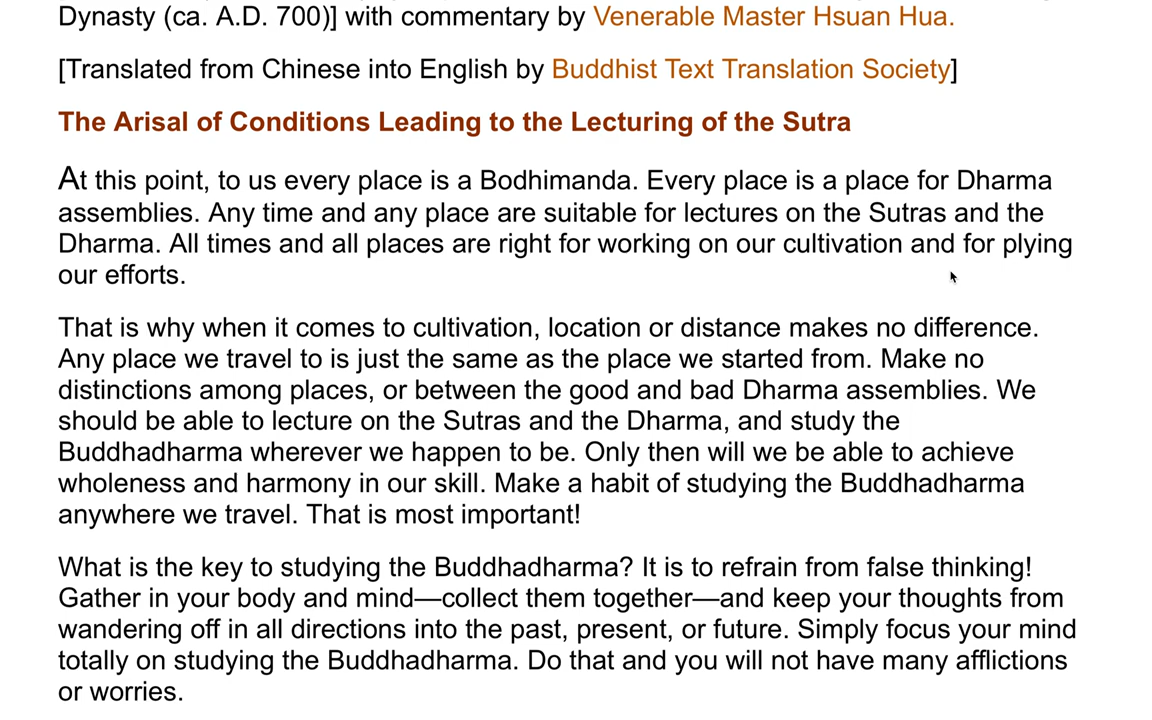 Dynasty (ca. A.D. 700)] with commentary by Venerable Master Hsuan Hua.
[Translated from Chinese into English by Buddhist Text Translation Society]
The Arisal of Conditions Leading to the Lecturing of the Sutra
At this point, to us every place is a Bodhimanda. Every place is a place for Dharma
assemblies. Any time and any place are suitable for lectures on the Sutras and the
Dharma. All times and all places are right for working on our cultivation and for plying
our efforts.
That is why when it comes to cultivation, location or distance makes no difference.
Any place we travel to is just the same as the place we started from. Make no
distinctions among places, or between the good and bad Dharma assemblies. We
should be able to lecture on the Sutras and the Dharma, and study the
Buddhadharma wherever we happen to be. Only then will we be able to achieve
wholeness and harmony in our skill. Make a habit of studying the Buddhadharma
anywhere we travel. That is most important!
What is the key to studying the Buddhadharma? It is to refrain from false thinking!
Gather in your body and mind—collect them together—and keep your thoughts from
wandering off in all directions into the past, present, or future. Simply focus your mind
totally on studying the Buddhadharma. Do that and you will not have many afflictions
or worries.